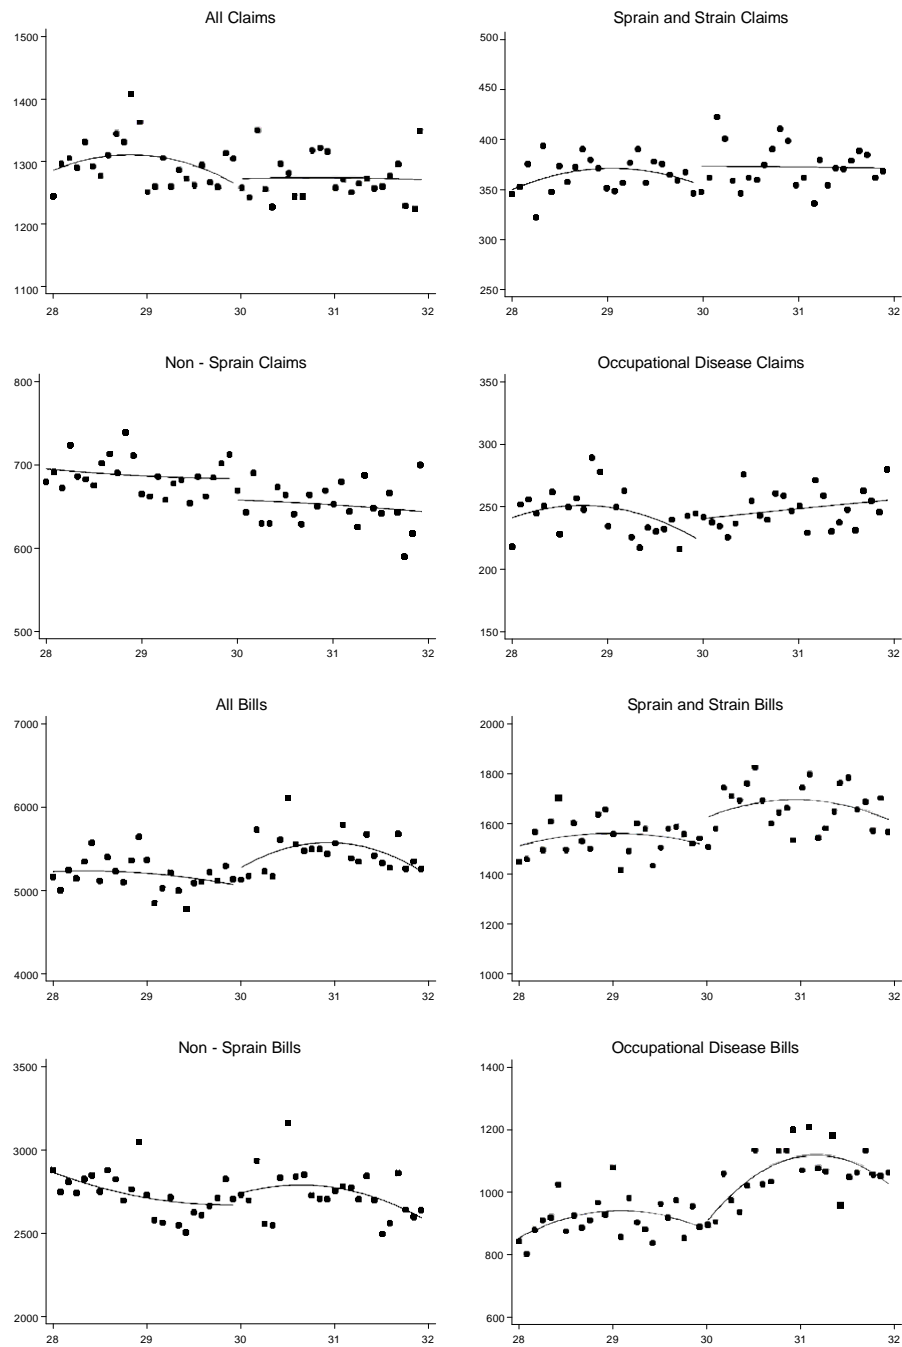 All Claims
1500
1400
1300
1200
1100
28 29 30 31 32
Sprain and Strain Claims
500
450
400
350
300
250
28 29 30 31 32
Non - Sprain Claims
800
700
600
500
28 29 30 31 32
Occupational Disease Claims
350
300
250
200
150
28 29 30 31 32
All Bills
7000
6000
5000
4000
28 29 30 31 32
Sprain and Strain Bills
2000
1800
1600
1400
1200
1000
28 29 30 31 32
Non - Sprain Bills
3500
3000
2500
2000
28 29 30 31 32
Occupational Disease Bills
1400
1200
1000
800
600
28 29 30 31 32